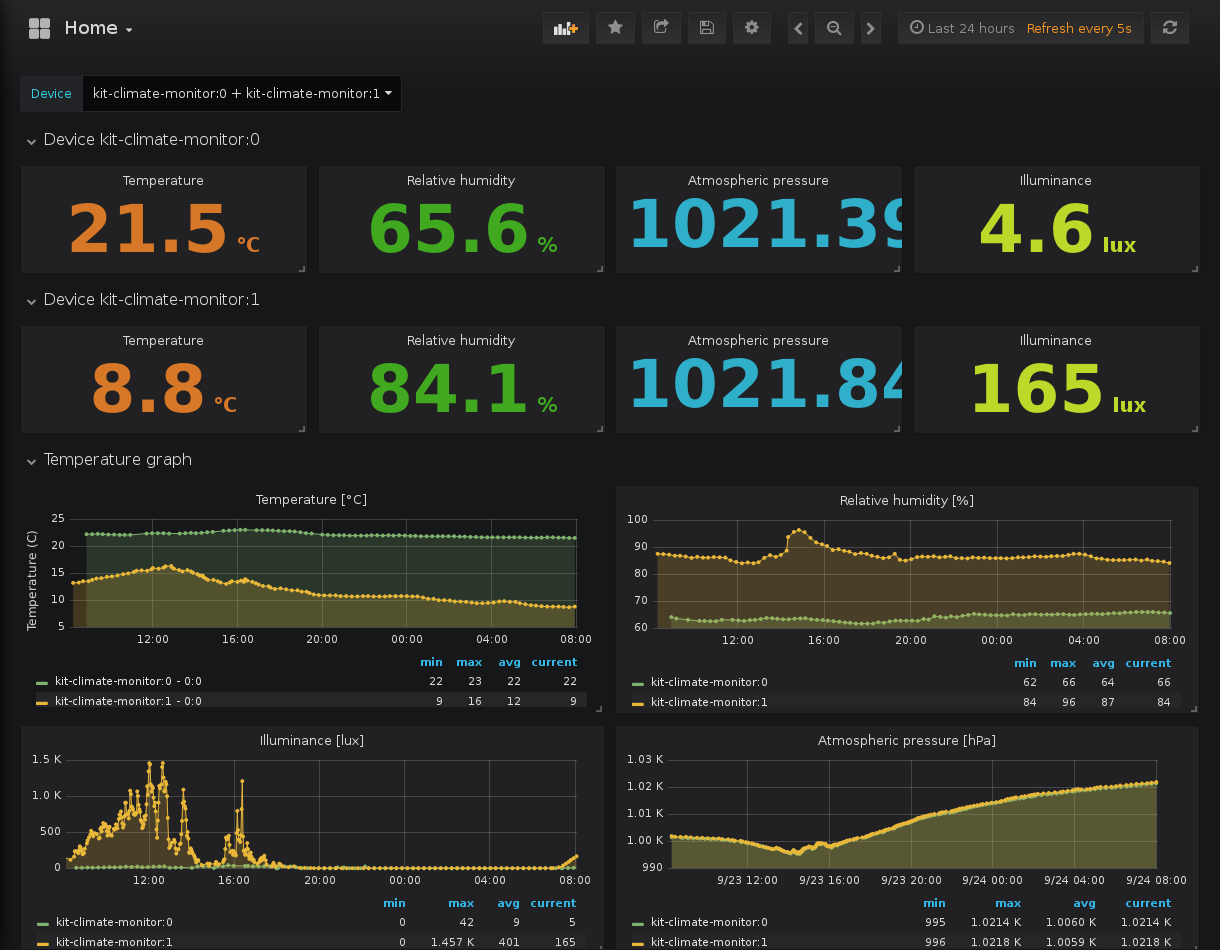 Home
Last 24 hours Refresh every 5s
Device kit-climate-monitor:0 + kit-climate-monitor:1
Device kit-climate-monitor:0
Temperature Relative humidity Atmospheric pressure Illuminance
21.5 °C 65.6 % 1021.39 4.6 lux
Device kit-climate-monitor:1
Temperature Relative humidity Atmospheric pressure Illuminance
8.8 °C 84.1 % 1021.84 165 lux
Temperature graph
Temperature [°C]
Temperature (C)
25
20
15
10
5
12:00 16:00 20:00 00:00 04:00 08:00
min max avg current
kit-climate-monitor:0 - 0:0 22 23 22 22
kit-climate-monitor:1 - 0:0 9 16 12 9
Relative humidity [%]
100
90
80
70
60
12:00 16:00 20:00 00:00 04:00 08:00
min max avg current
kit-climate-monitor:0 62 66 64 66
kit-climate-monitor:1 84 96 87 84
Illuminance [lux]
1.5 K
1.0 K
500
0
12:00 16:00 20:00 00:00 04:00 08:00
min max avg current
kit-climate-monitor:0 0 42 9 5
kit-climate-monitor:1 0 1.457 K 401 165
Atmospheric pressure [hPa]
1.03 K
1.02 K
1.01 K
1.00 K
990
9/23 12:00 9/23 16:00 9/23 20:00 9/24 00:00 9/24 04:00 9/24 08:00
min max avg current
kit-climate-monitor:0 995 1.0214 K 1.0060 K 1.0214 K
kit-climate-monitor:1 996 1.0218 K 1.0059 K 1.0218 K